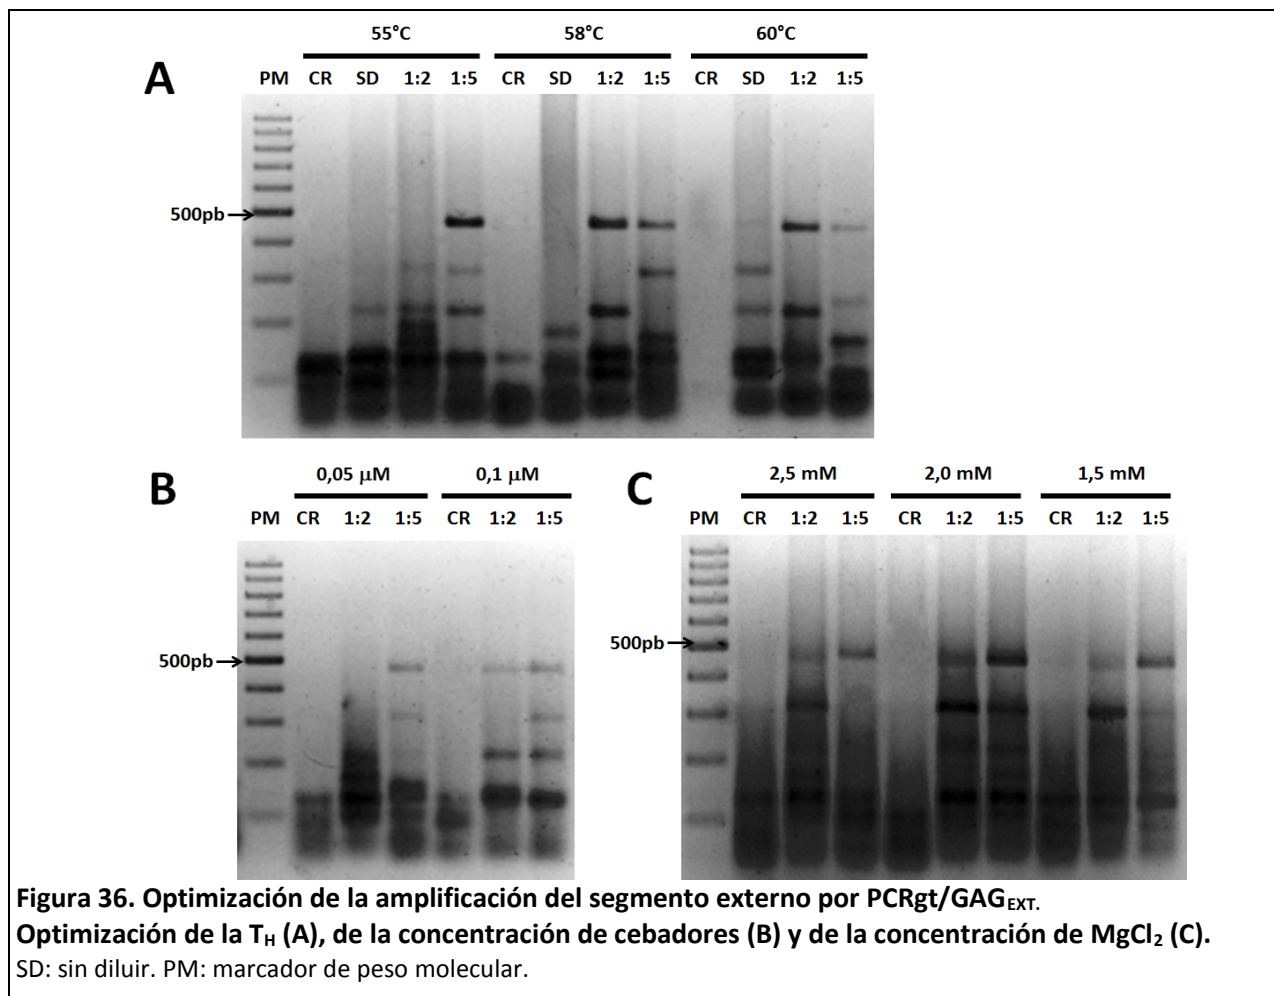 A
55°C 58°C 60°C
PM CR SD 1:2 1:5 CR SD 1:2 1:5 CR SD 1:2 1:5
500pb
B
0,05 µM 0,1 µM
PM CR 1:2 1:5 CR 1:2 1:5
500pb
C
2,5 mM 2,0 mM 1,5 mM
PM CR 1:2 1:5 CR 1:2 1:5 CR 1:2 1:5
500pb
Figura 36. Optimización de la amplificación del segmento externo por PCRgt/GAG_EXT.
Optimización de la T_H (A), de la concentración de cebadores (B) y de la concentración de MgCl₂ (C).
SD: sin diluir. PM: marcador de peso molecular.